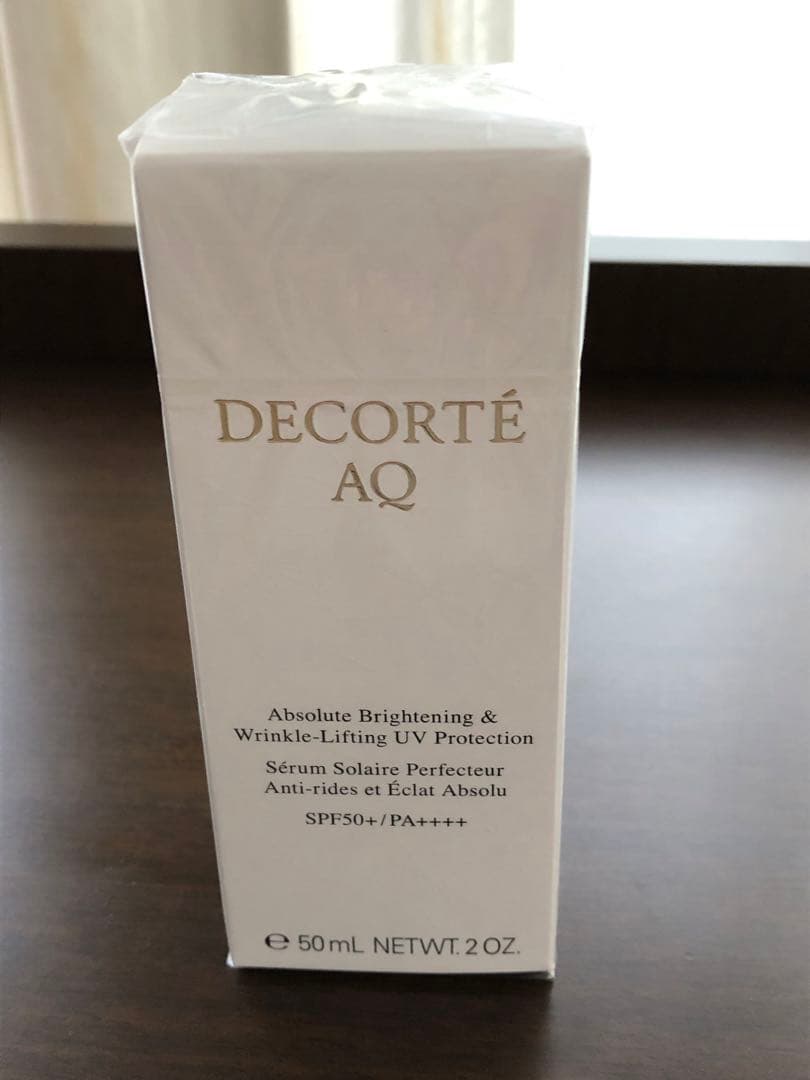 DECORTÉ
AQ
Absolute Brightening &
Wrinkle-Lifting UV Protection
Sérum Solaire Perfecteur
Anti-rides et Éclat Absolu
SPF50+/PA++++
℮ 50mL NETWT. 2 OZ.